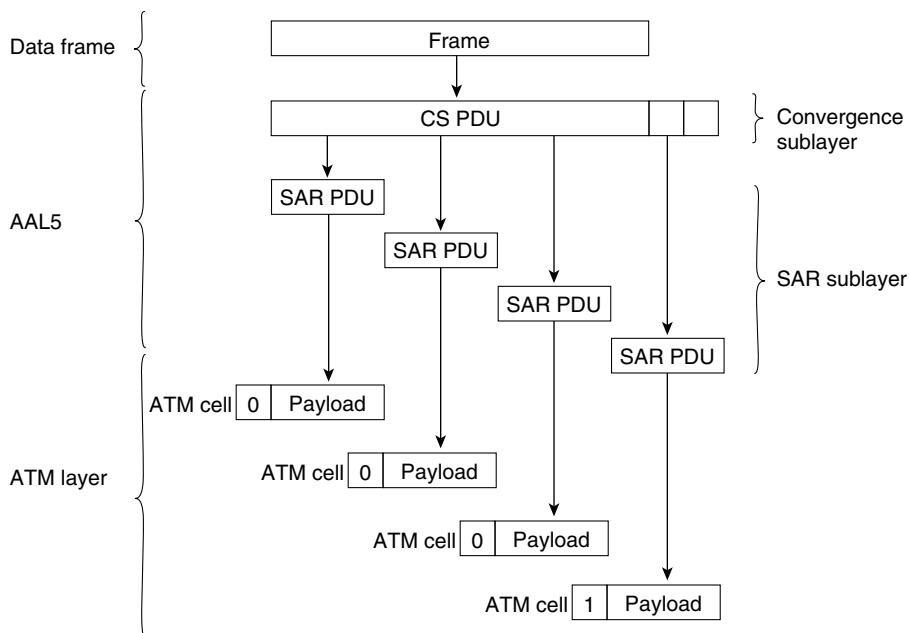 Data frame
Frame
CS PDU
Convergence
sublayer
AAL5
SAR PDU
SAR PDU
SAR PDU
SAR PDU
SAR sublayer
ATM layer
ATM cell 0 Payload
ATM cell 0 Payload
ATM cell 0 Payload
ATM cell 1 Payload